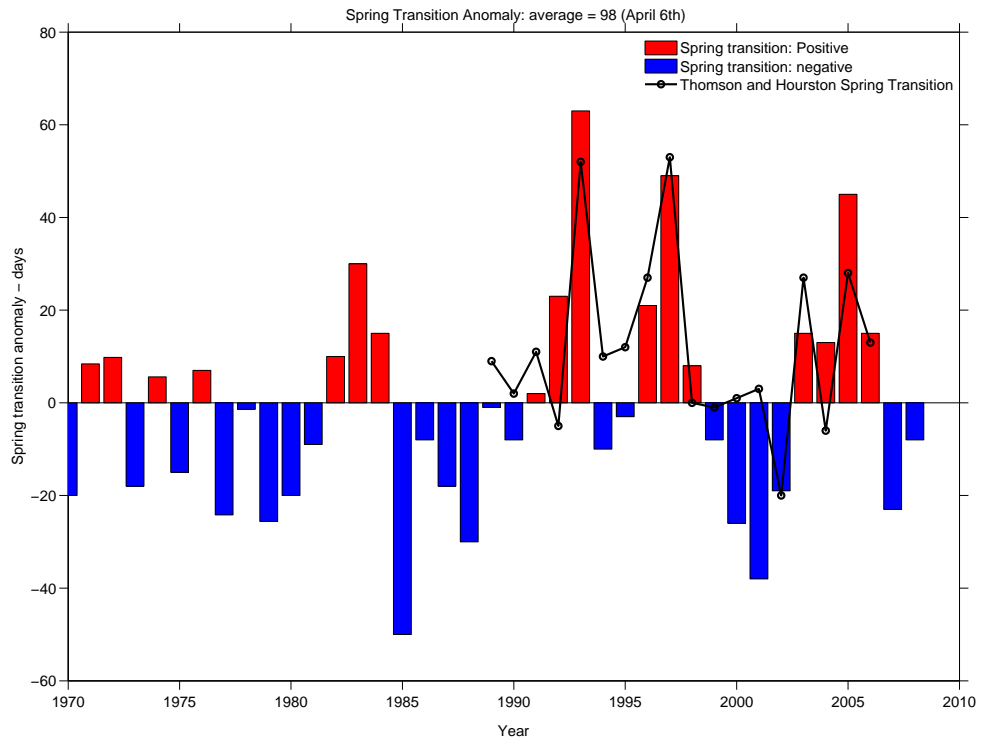 Spring Transition Anomaly: average = 98 (April 6th)
80
60
40
20
0
−20
−40
−60
Spring transition anomaly − days
Spring transition: Positive
Spring transition: negative
Thomson and Hourston Spring Transition
1970 1975 1980 1985 1990 1995 2000 2005 2010
Year